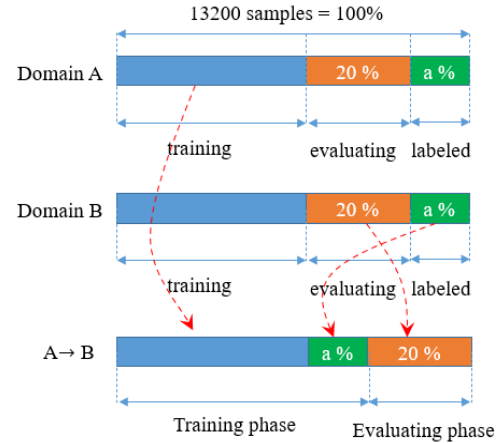 13200 samples = 100%
Domain A
20 %
a %
training
evaluating
labeled
Domain B
20 %
a %
training
evaluating
labeled
A→ B
a %
20 %
Training phase
Evaluating phase